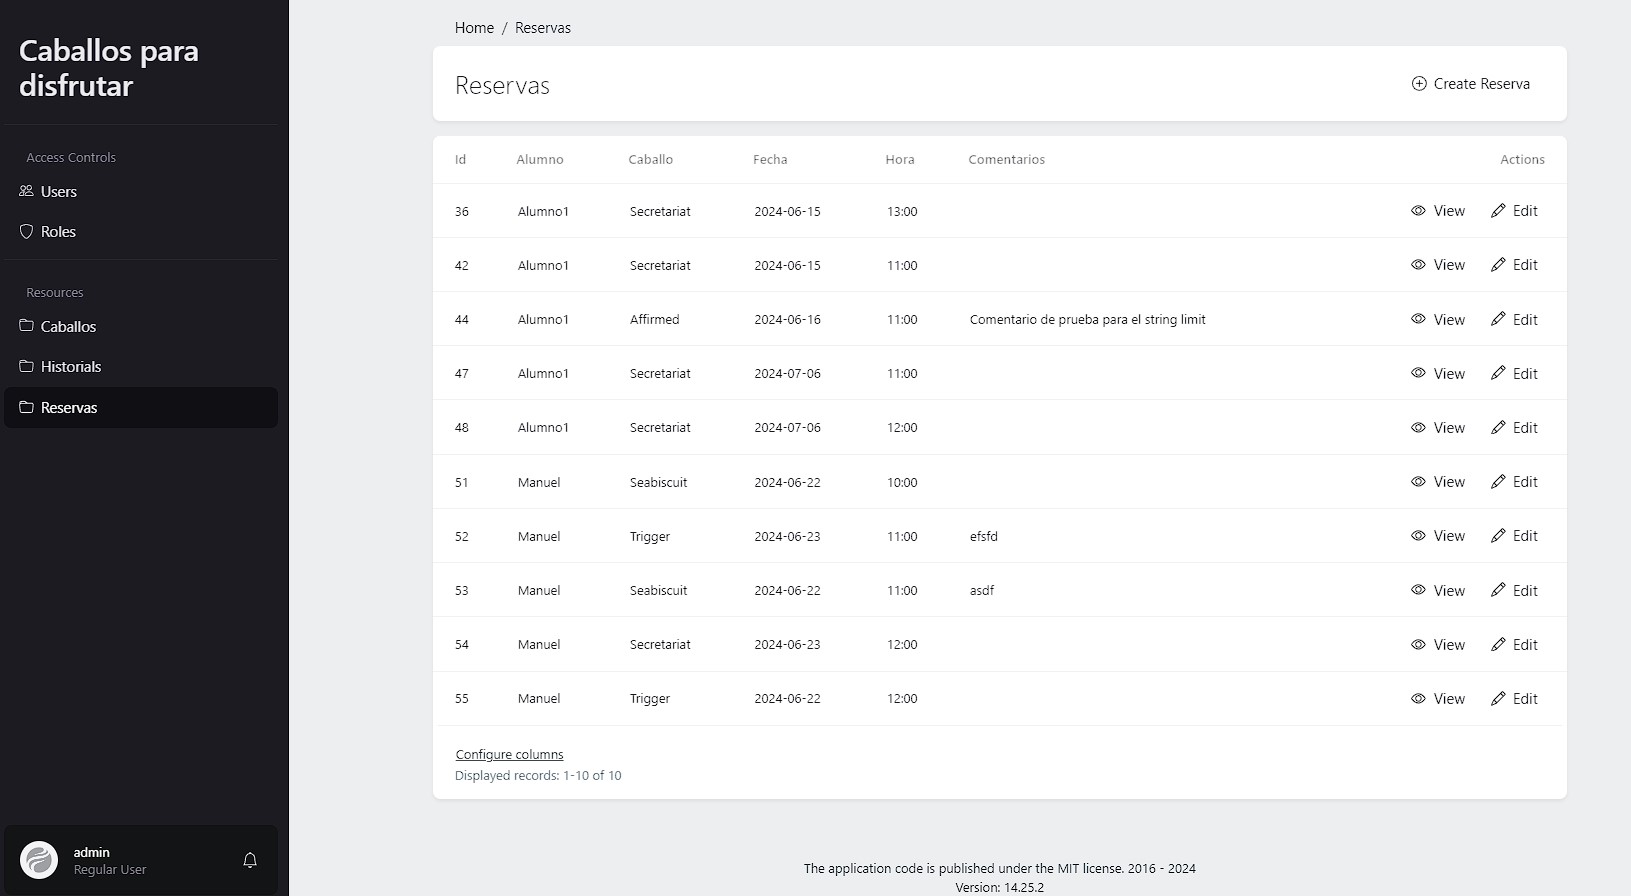 Caballos para
disfrutar
Access Controls
Users
Roles
Resources
Caballos
Historials
Reservas
admin
Regular User
Home / Reservas
Reservas
Create Reserva
Id Alumno Caballo Fecha Hora Comentarios Actions
36 Alumno1 Secretariat 2024-06-15 13:00 View Edit
42 Alumno1 Secretariat 2024-06-15 11:00 View Edit
44 Alumno1 Affirmed 2024-06-16 11:00 Comentario de prueba para el string limit View Edit
47 Alumno1 Secretariat 2024-07-06 11:00 View Edit
48 Alumno1 Secretariat 2024-07-06 12:00 View Edit
51 Manuel Seabiscuit 2024-06-22 10:00 View Edit
52 Manuel Trigger 2024-06-23 11:00 efsfd View Edit
53 Manuel Seabiscuit 2024-06-22 11:00 asdf View Edit
54 Manuel Secretariat 2024-06-23 12:00 View Edit
55 Manuel Trigger 2024-06-22 12:00 View Edit
Configure columns
Displayed records: 1-10 of 10
The application code is published under the MIT license. 2016 - 2024
Version: 14.25.2